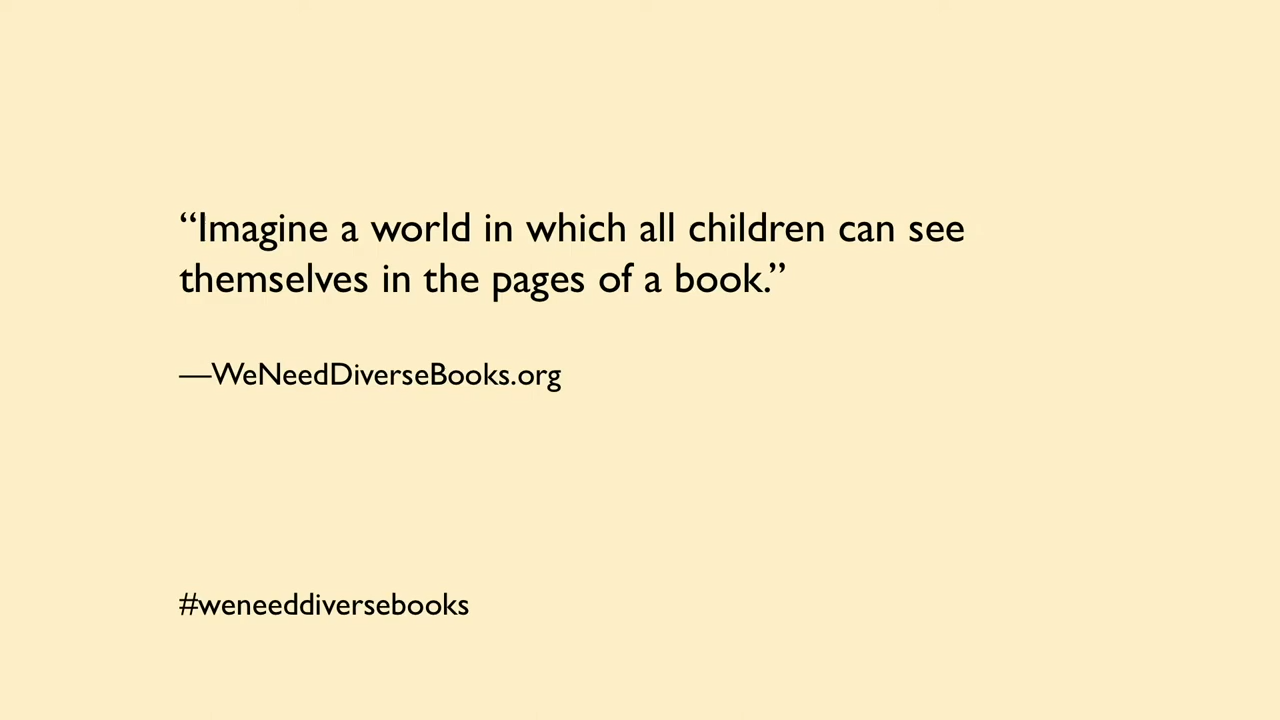 “Imagine a world in which all children can see
themselves in the pages of a book.”
—WeNeedDiverseBooks.org
#weneeddiversebooks